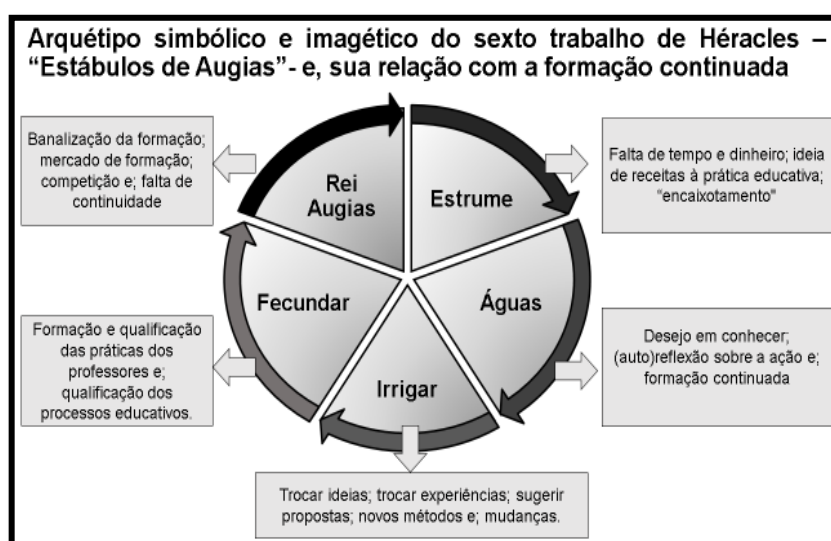 Arquétipo simbólico e imagético do sexto trabalho de Héracles –
“Estábulos de Augias”- e, sua relação com a formação continuada
Banalização da formação;
mercado de formação;
competição e; falta de
continuidade
Rei
Augias
Estrume
Falta de tempo e dinheiro; ideia
de receitas à prática educativa;
“encaixotamento"
Fecundar
Águas
Formação e qualificação
das práticas dos
professores e;
qualificação dos
processos educativos.
Irrigar
Desejo em conhecer;
(auto)reflexão sobre a ação e;
formação continuada
Trocar ideias; trocar experiências; sugerir
propostas; novos métodos e; mudanças.